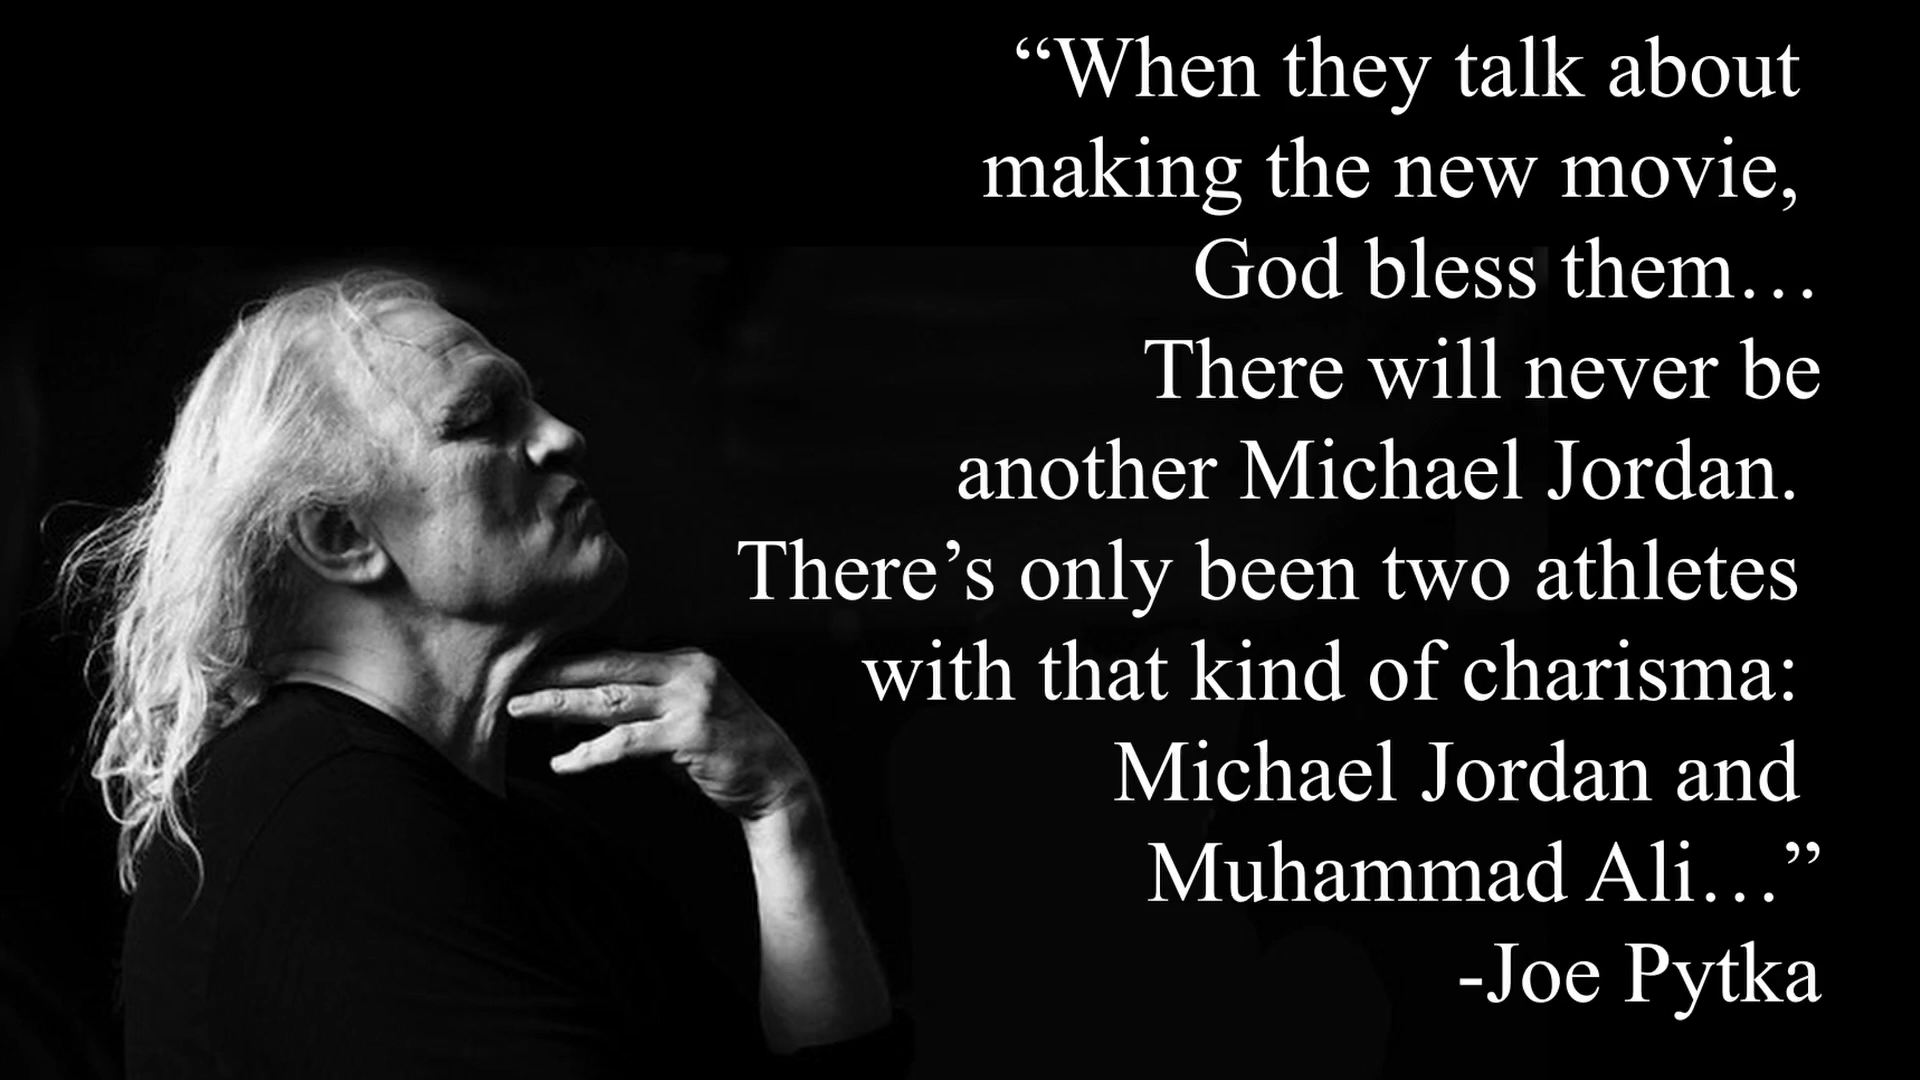 “When they talk about
making the new movie,
God bless them…
There will never be
another Michael Jordan.
There’s only been two athletes
with that kind of charisma:
Michael Jordan and
Muhammad Ali…”
-Joe Pytka